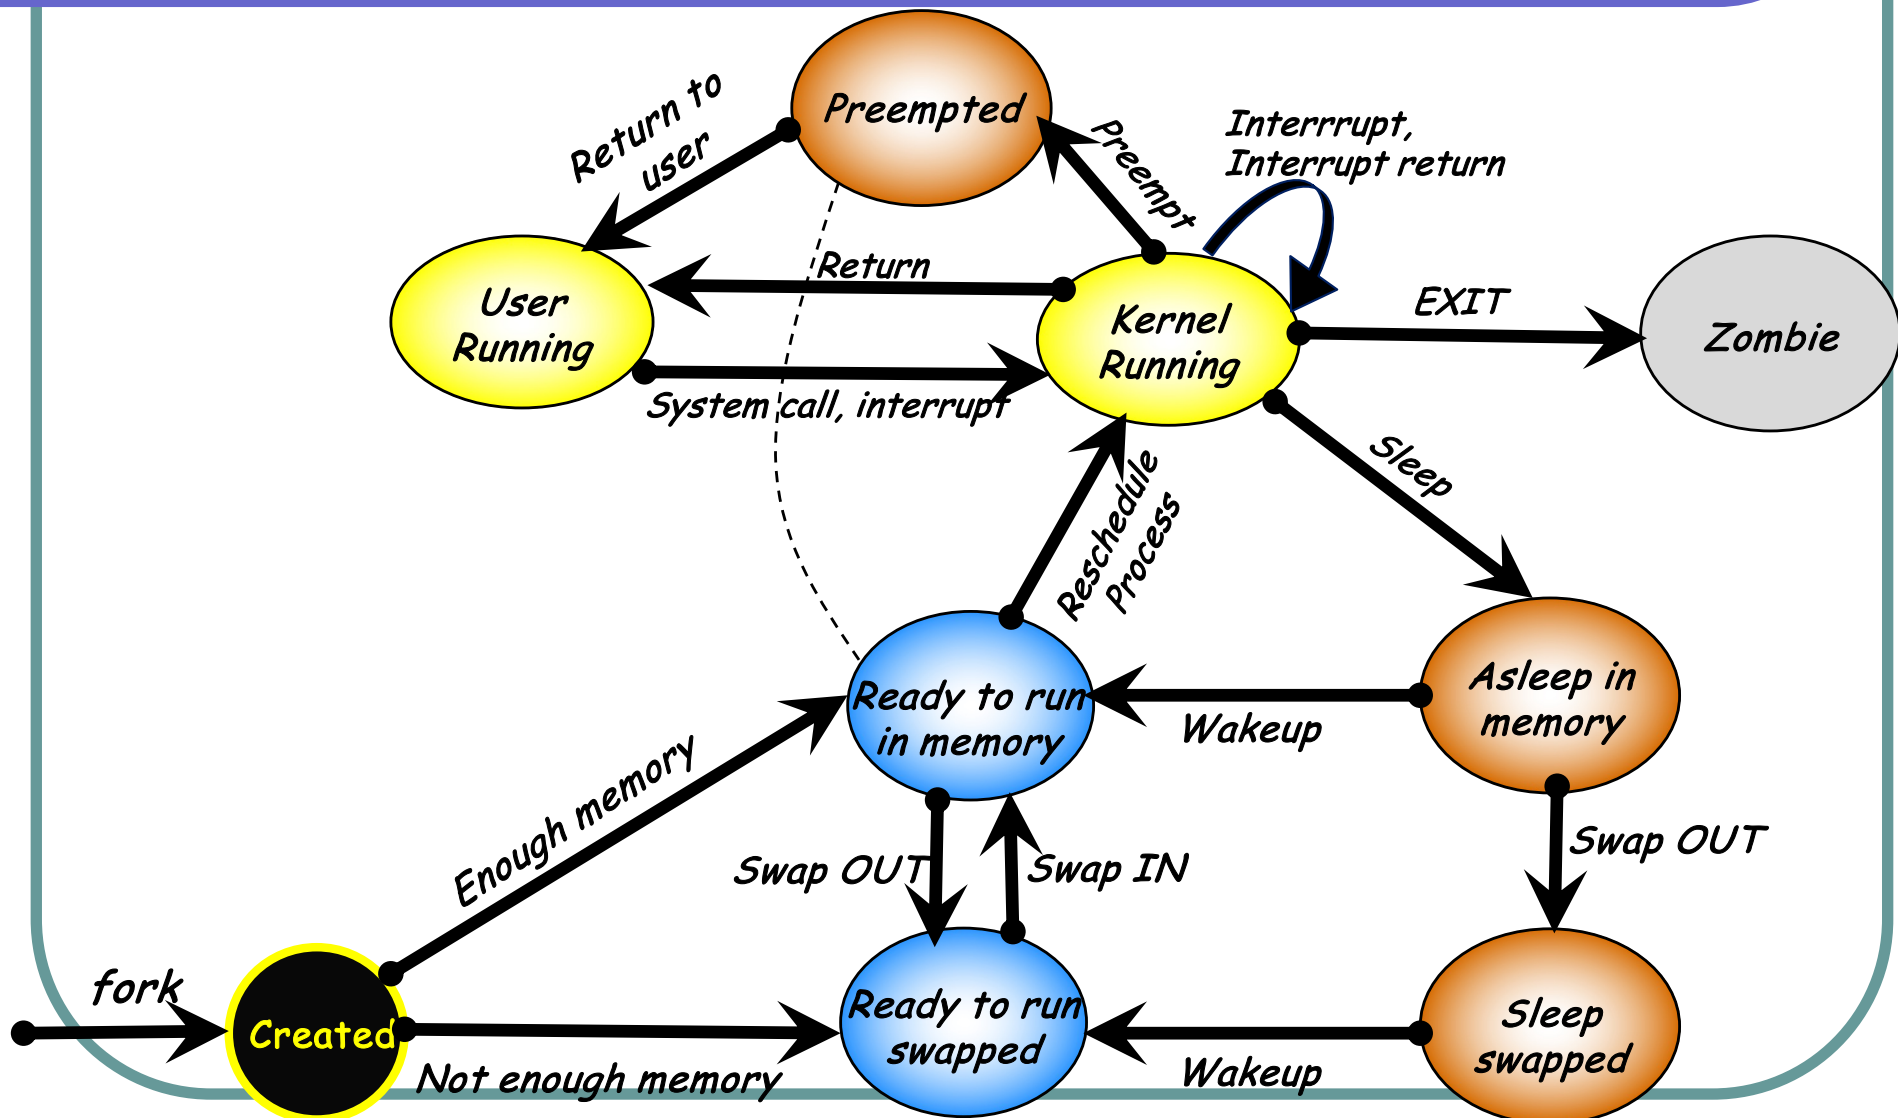 Preempted
Return to
user
Preempt
Interrrupt,
Interrupt return
Return
User
Running
Kernel
Running
EXIT
Zombie
System call, interrupt
Sleep
Reschedule
Process
Ready to run
in memory
Asleep in
memory
Wakeup
Enough memory
Swap OUT
Swap IN
Swap OUT
fork
Created
Ready to run
swapped
Sleep
swapped
Not enough memory
Wakeup